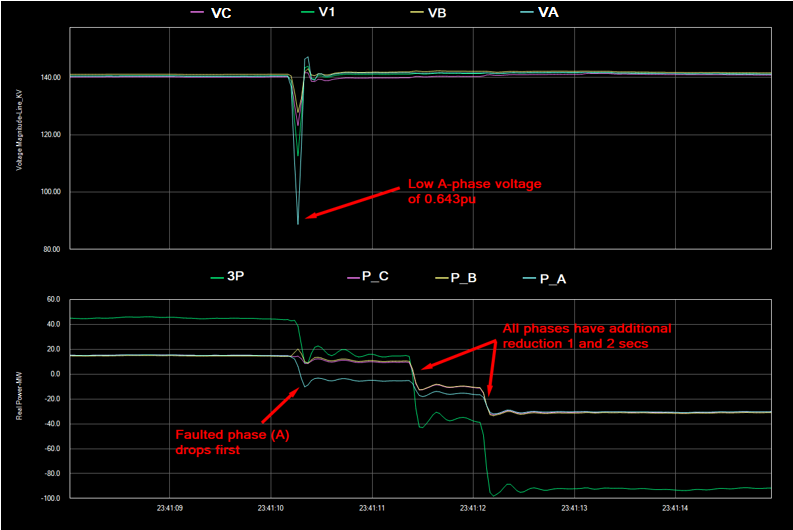 VC V1 VB VA
Voltage Magnitude-Line_KV
140.00
120.00
100.00
80.00
Low A-phase voltage
of 0.643pu
3P P_C P_B P_A
Real Power-MW
60.0
40.0
20.0
0.0
-20.0
-40.0
-60.0
-80.0
-100.0
All phases have additional
reduction 1 and 2 secs
Faulted phase (A)
drops first
23:41:09 23:41:10 23:41:11 23:41:12 23:41:13 23:41:14